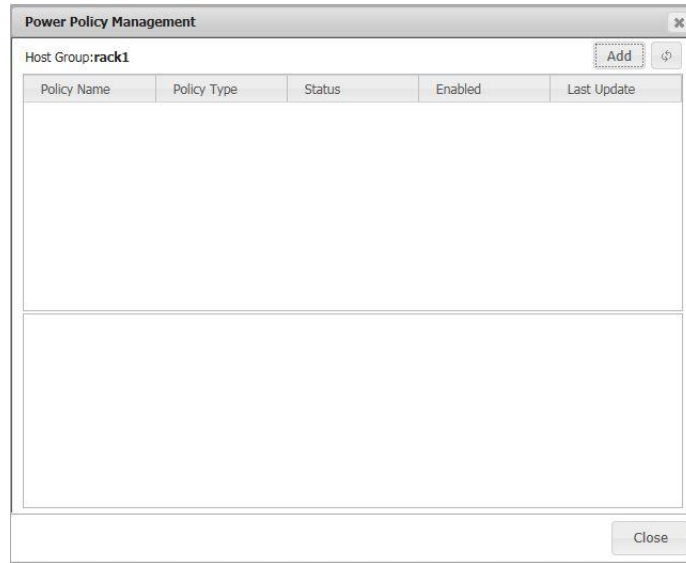 Power Policy Management
Host Group:rack1
Add
Policy Name Policy Type Status Enabled Last Update
Close